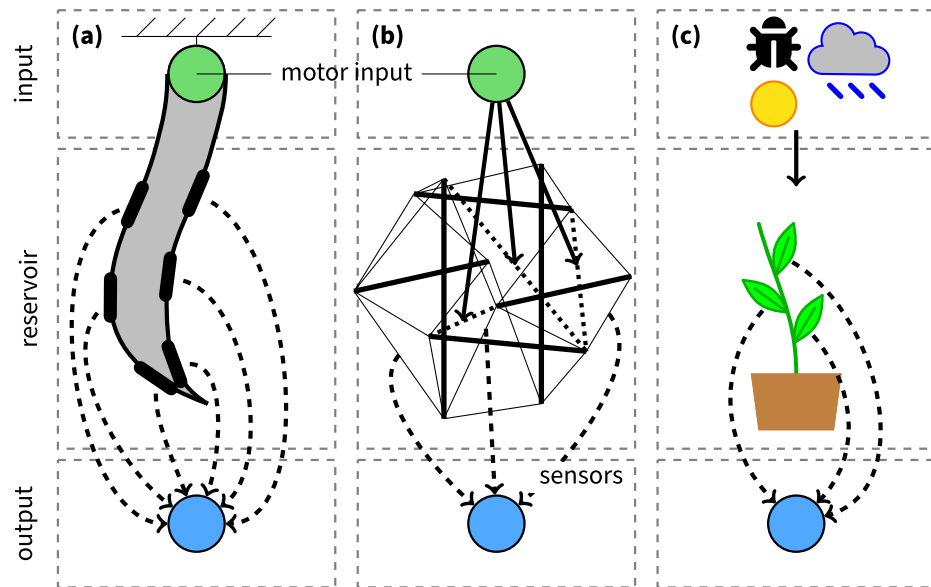 (a)
(b)
(c)
input
motor input
reservoir
output
sensors